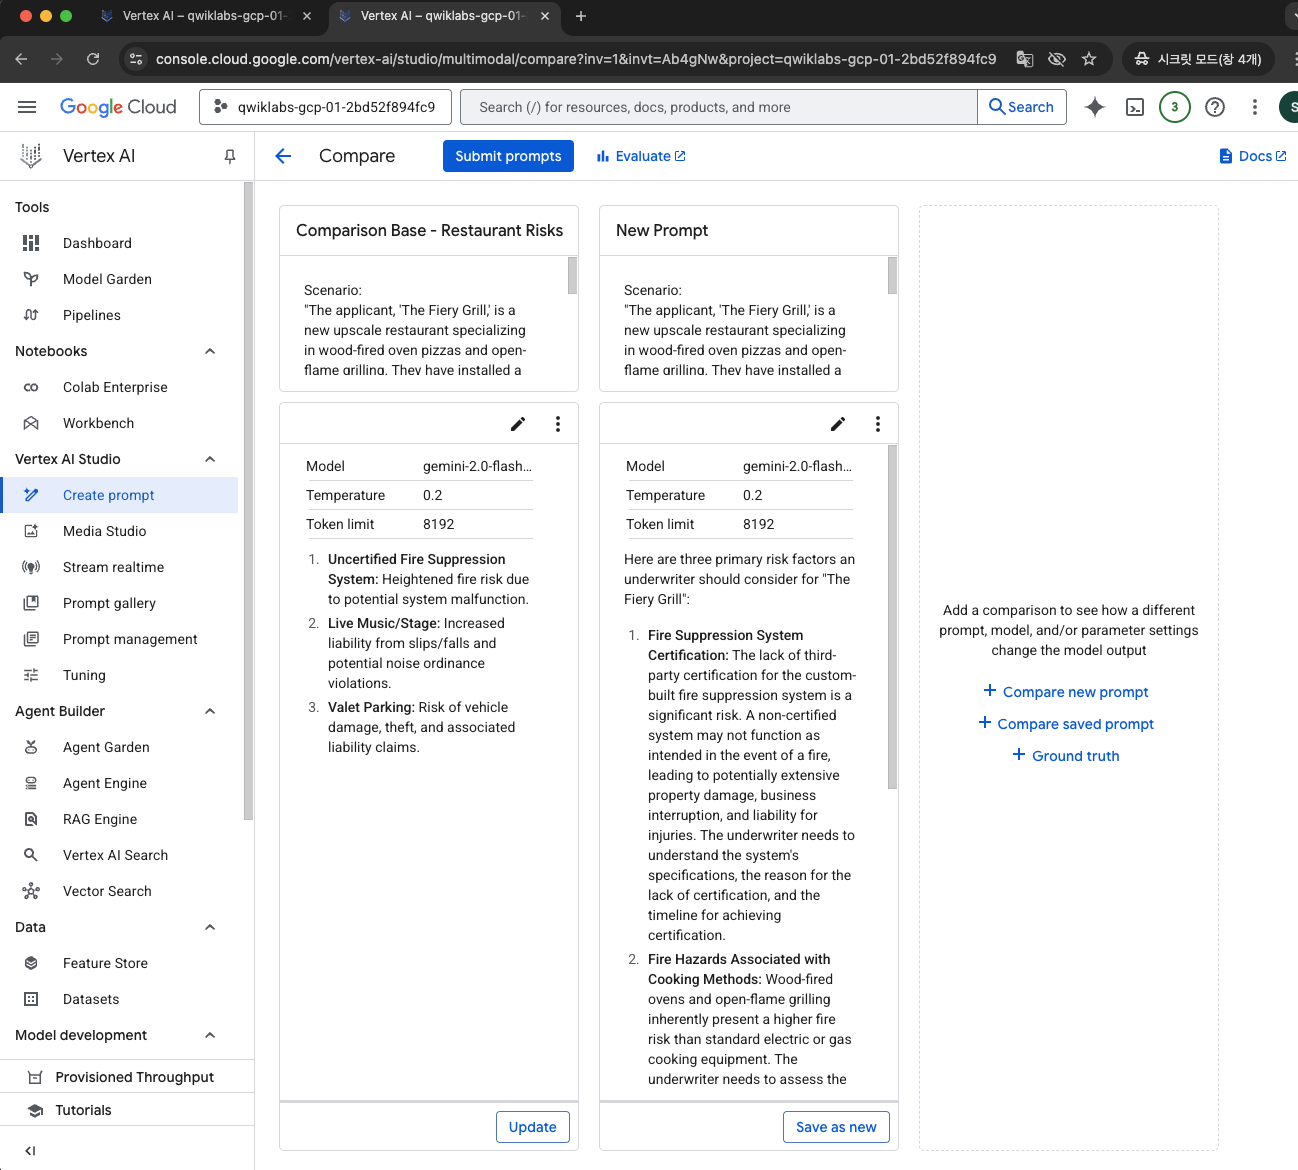 Vertex AI – qwiklabs-gcp-01-
Vertex AI – qwiklabs-gcp-01-
console.cloud.google.com/vertex-ai/studio/multimodal/compare?inv=1&invt=Ab4gNw&project=qwiklabs-gcp-01-2bd52f894fc9
시크릿 모드(창 4개)
Google Cloud
qwiklabs-gcp-01-2bd52f894fc9
Search (/) for resources, docs, products, and more
Search
3
S
Vertex AI
Compare
Submit prompts
Evaluate
Docs
Tools
Dashboard
Model Garden
Pipelines
Notebooks
Colab Enterprise
Workbench
Vertex AI Studio
Create prompt
Media Studio
Stream realtime
Prompt gallery
Prompt management
Tuning
Agent Builder
Agent Garden
Agent Engine
RAG Engine
Vertex AI Search
Vector Search
Data
Feature Store
Datasets
Model development
Provisioned Throughput
Tutorials
Comparison Base - Restaurant Risks
Scenario:
"The applicant, 'The Fiery Grill,' is a
new upscale restaurant specializing
in wood-fired oven pizzas and open-
flame grilling. They have installed a
Model gemini-2.0-flash...
Temperature 0.2
Token limit 8192
1. Uncertified Fire Suppression
System: Heightened fire risk due
to potential system malfunction.
2. Live Music/Stage: Increased
liability from slips/falls and
potential noise ordinance
violations.
3. Valet Parking: Risk of vehicle
damage, theft, and associated
liability claims.
Update
New Prompt
Scenario:
"The applicant, 'The Fiery Grill,' is a
new upscale restaurant specializing
in wood-fired oven pizzas and open-
flame grilling. They have installed a
Model gemini-2.0-flash...
Temperature 0.2
Token limit 8192
Here are three primary risk factors an
underwriter should consider for "The
Fiery Grill":
1. Fire Suppression System
Certification: The lack of third-
party certification for the custom-
built fire suppression system is a
significant risk. A non-certified
system may not function as
intended in the event of a fire,
leading to potentially extensive
property damage, business
interruption, and liability for
injuries. The underwriter needs to
understand the system's
specifications, the reason for the
lack of certification, and the
timeline for achieving
certification.
2. Fire Hazards Associated with
Cooking Methods: Wood-fired
ovens and open-flame grilling
inherently present a higher fire
risk than standard electric or gas
cooking equipment. The
underwriter needs to assess the
Save as new
Add a comparison to see how a different
prompt, model, and/or parameter settings
change the model output
+ Compare new prompt
+ Compare saved prompt
+ Ground truth